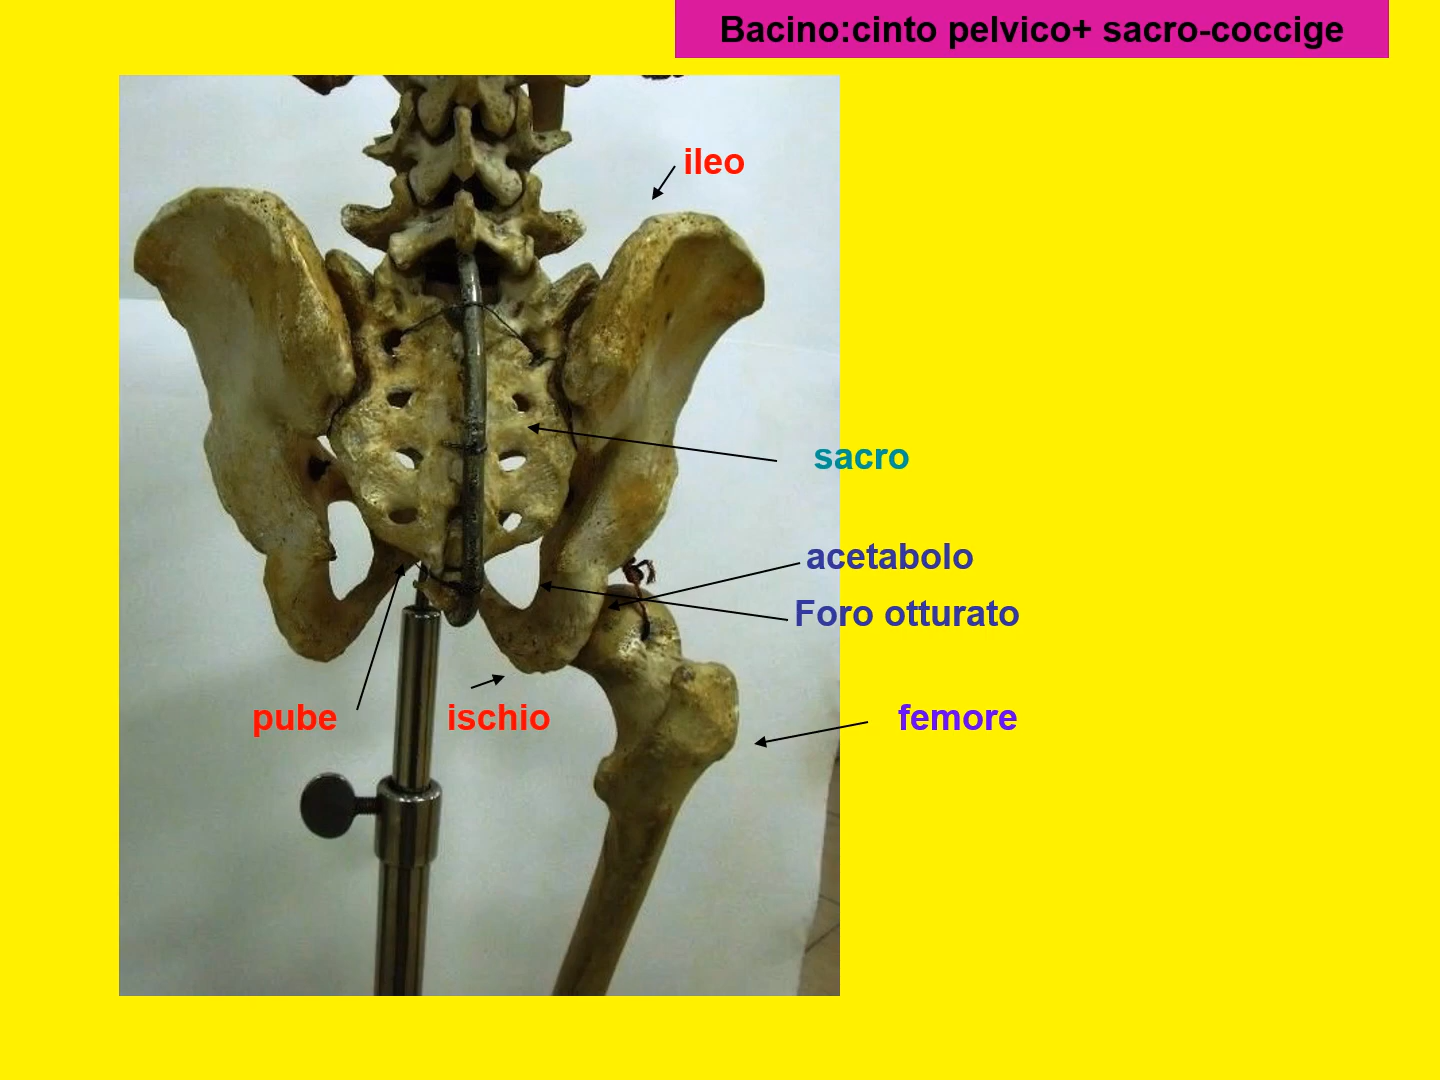 Bacino:cinto pelvico+ sacro-coccige
ileo
sacro
acetabolo
Foro otturato
pube
ischio
femore